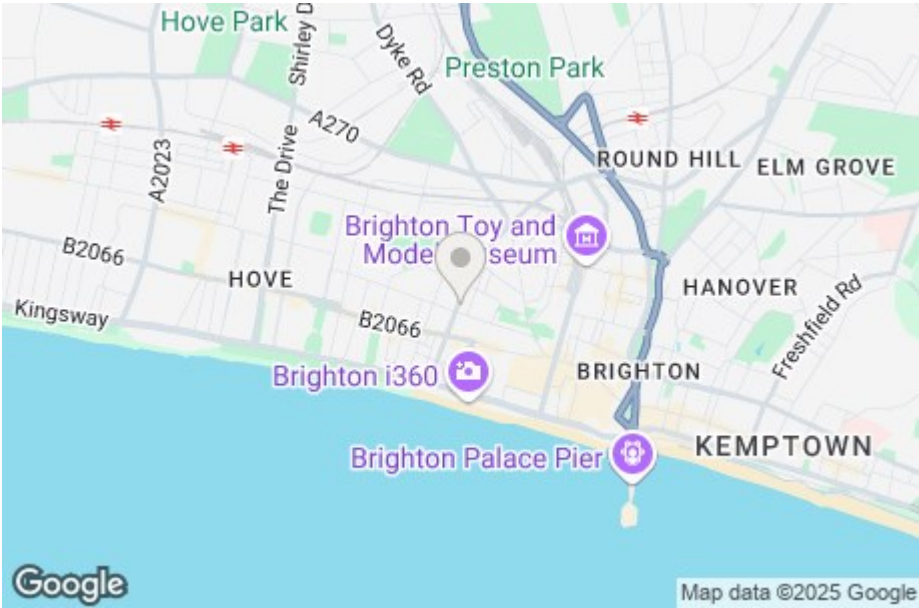 Hove Park
Shirley D
Dyke Rd
Preston Park
A270
A2023
The Drive
ROUND HILL
ELM GROVE
Brighton Toy and
Mode seum
B2066
HOVE
HANOVER
Freshfield Rd
Kingsway
B2066
Brighton i360
BRIGHTON
KEMPTOWN
Brighton Palace Pier
Google
Map data ©2025 Google